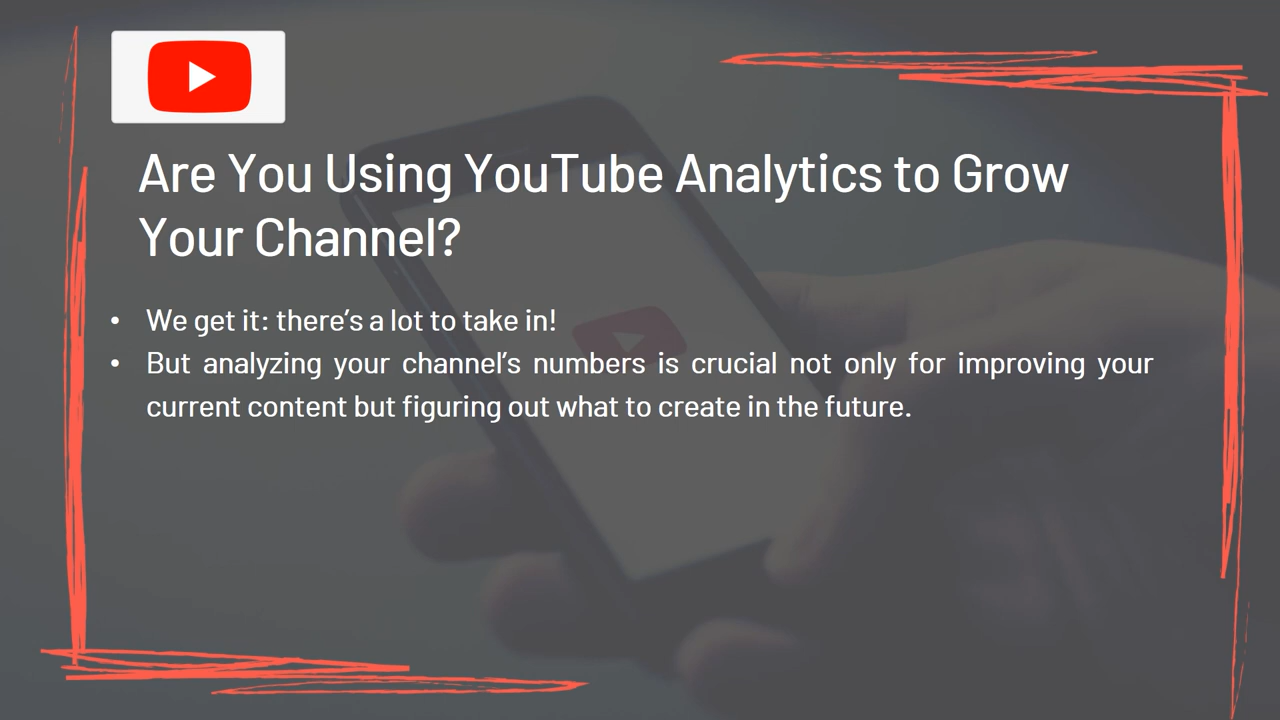 Are You Using YouTube Analytics to Grow
Your Channel?
• We get it: there’s a lot to take in!
• But analyzing your channel’s numbers is crucial not only for improving your
current content but figuring out what to create in the future.